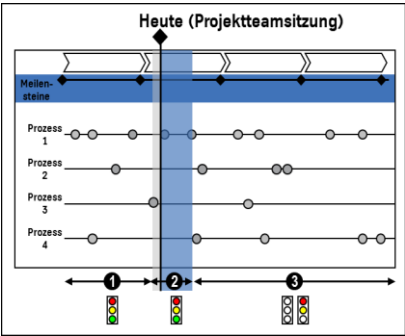 Heute (Projektteamsitzung)
Meilen-
steine
Prozess
1
Prozess
2
Prozess
3
Prozess
4
1 2 3